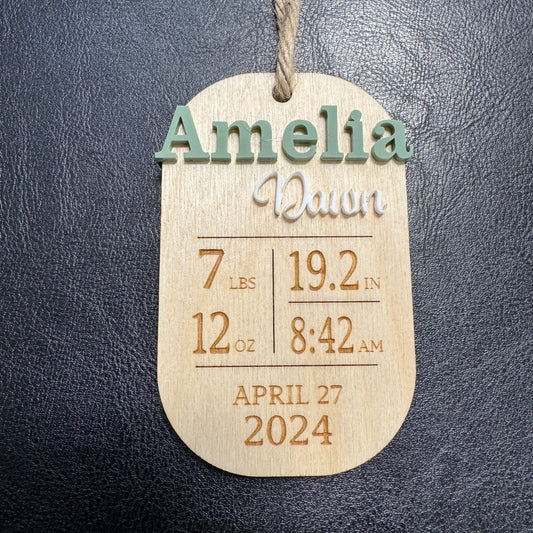 Amelia
Dawn
7 LBS
12 OZ
19.2 IN
8:42 AM
APRIL 27
2024